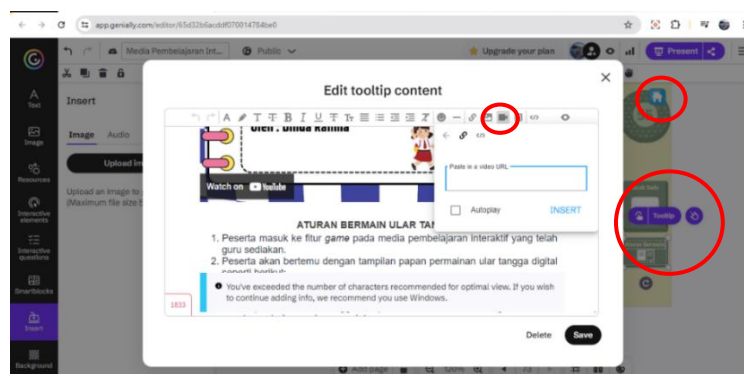 app.genially.com/editor/65d32b6acddf070014784be0
Media Pembelajaran Int...
Public
Upgrade your plan
Present
Text
Image
Resources
Interactive elements
Interactive questions
Smartblocks
Insert
Background
Insert
Image Audio
Upload im
Upload an image to
(Maximum file size
Edit tooltip content
Watch on YouTube
Paste in a video URL
Autoplay
INSERT
ATURAN BERMAIN ULAR TAN
1. Peserta masuk ke fitur game pada media pembelajaran interaktif yang telah
guru sediakan.
2. Peserta akan bertemu dengan tampilan papan permainan ular tangga digital
seperti berikut:
You've exceeded the number of characters recommended for optimal view. If you wish
to continue adding info, we recommend you use Windows.
1833
Delete
Save
Tooltip
Add page
120%